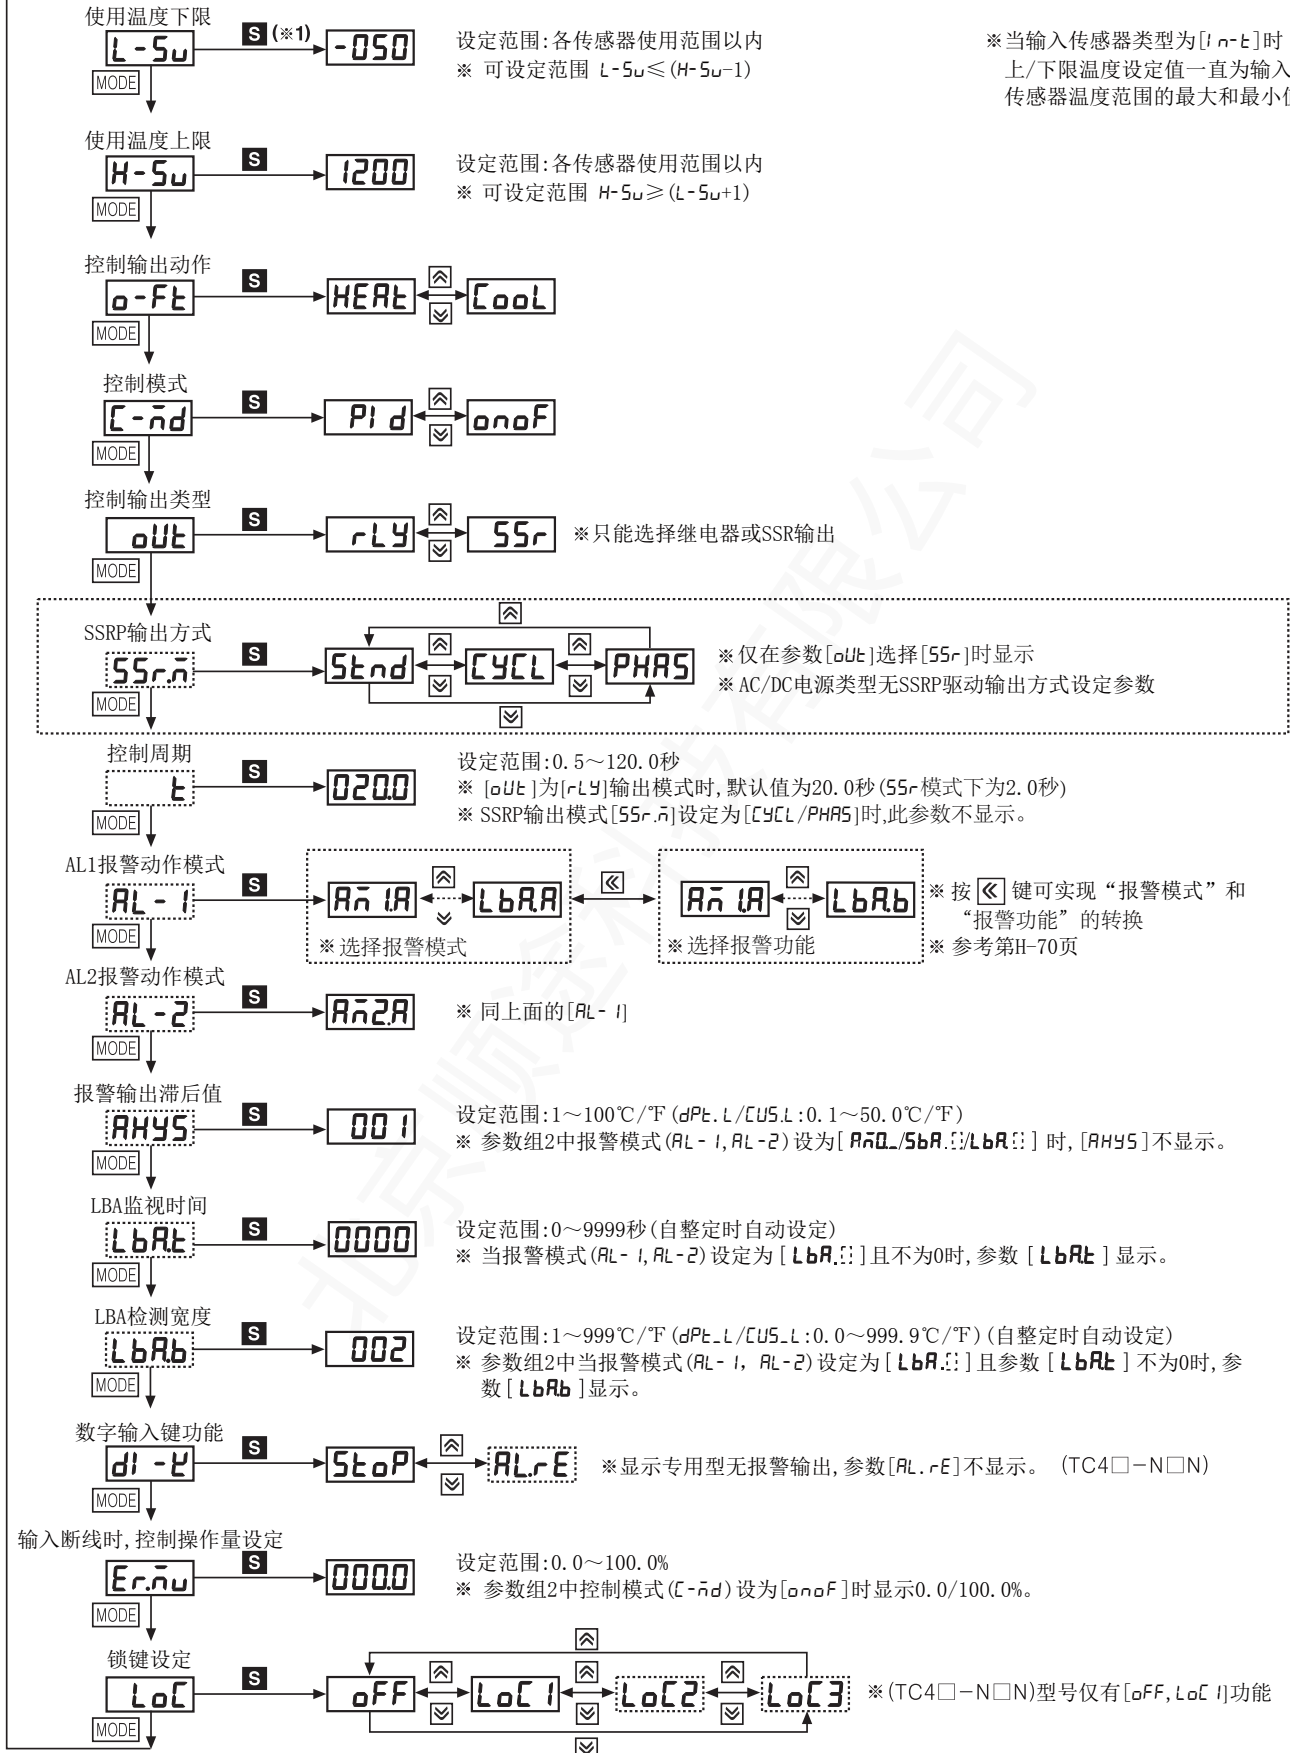 使用温度下限
L-Su
S (※1)
-050
设定范围:各传感器使用范围以内
※ 可设定范围 L-Su≤(H-Su-1)
MODE
※当输入传感器类型为[In-t]时
上/下限温度设定值一直为输入
传感器温度范围的最大和最小
使用温度上限
H-Su
S
1200
设定范围:各传感器使用范围以内
※ 可设定范围 H-Su≥(L-Su+1)
MODE
控制输出动作
o-Ft
S
HEAt
CooL
MODE
控制模式
C-md
S
PId
onoF
MODE
控制输出类型
oUt
S
rLY
SSr
※只能选择继电器或SSR输出
MODE
SSRP输出方式
SSr.m
S
Stnd
CYCL
PHAS
※仅在参数[oUt]选择[SSr]时显示
※AC/DC电源类型无SSRP驱动输出方式设定参数
MODE
控制周期
t
S
020.0
设定范围:0.5～120.0秒
※ [oUt]为[rLY]输出模式时,默认值为20.0秒(SSr模式下为2.0秒)
※ SSRP输出模式[SSr.m]设定为[CYCL/PHAS]时,此参数不显示。
MODE
AL1报警动作模式
AL-1
S
Am1.A
LbA.A
※选择报警模式
Am1.A
LbA.b
※选择报警功能
※ 按 键可实现“报警模式”和
“报警功能”的转换
※ 参考第H-70页
MODE
AL2报警动作模式
AL-2
S
Am2.A
※ 同上面的[AL-1]
MODE
报警输出滞后值
AHYS
S
001
设定范围:1～100℃/℉(dPt.L/CUS.L:0.1～50.0℃/℉)
※ 参数组2中报警模式(AL-1,AL-2)设为[Am0._/SbA.□/LbA.□]时,[AHYS]不显示。
MODE
LBA监视时间
LbA.t
S
0000
设定范围:0～9999秒(自整定时自动设定)
※ 当报警模式(AL-1,AL-2)设定为[LbA.□]且不为0时,参数[LbA.t]显示。
MODE
LBA检测宽度
LbA.b
S
002
设定范围:1～999℃/℉(dPt_L/CUS_L:0.0～999.9℃/℉)(自整定时自动设定)
※ 参数组2中当报警模式(AL-1, AL-2)设定为[LbA.□]且参数[LbA.t]不为0时,参
数[LbA.b]显示。
MODE
数字输入键功能
dI-K
S
StoP
AL.rE
※显示专用型无报警输出,参数[AL.rE]不显示。 (TC4□-N□N)
MODE
输入断线时,控制操作量设定
Er.mu
S
000.0
设定范围:0.0～100.0%
※ 参数组2中控制模式(C-md)设为[onoF]时显示0.0/100.0%。
MODE
锁键设定
LoC
S
oFF
LoC1
LoC2
LoC3
※(TC4□-N□N)型号仅有[oFF,LoC1]功能
MODE
北京顺途科技有限公司